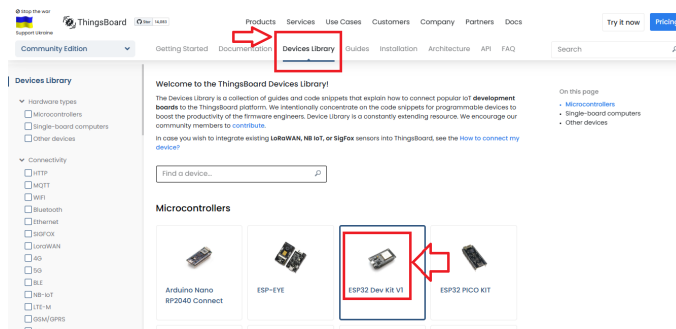 Stop the war
Support Ukraine
ThingsBoard
Star 14,693
Products Services Use Cases Customers Company Partners Docs
Try it now
Pricing
Community Edition
Getting Started Documentation Devices Library Guides Installation Architecture API FAQ
Search
Devices Library
Hardware types
Microcontrollers
Single-board computers
Other devices
Connectivity
HTTP
MQTT
WiFi
Bluetooth
Ethernet
SIGFOX
LoraWAN
4G
5G
BLE
NB-IoT
LTE-M
GSM/GPRS
Welcome to the ThingsBoard Devices Library!
The Devices Library is a collection of guides and code snippets that explain how to connect popular IoT development
boards to the ThingsBoard platform. We intentionally concentrate on the code snippets for programmable devices to
boost the productivity of the firmware engineers. Device Library is a constantly extending resource. We encourage our
community members to contribute.
In case you wish to integrate existing LoRaWAN, NB IoT, or SigFox sensors into ThingsBoard, see the How to connect my
device?
Find a device...
Microcontrollers
Arduino Nano
RP2040 Connect
ESP-EYE
ESP32 Dev Kit V1
ESP32 PICO KIT
On this page
Microcontrollers
Single-board computers
Other devices